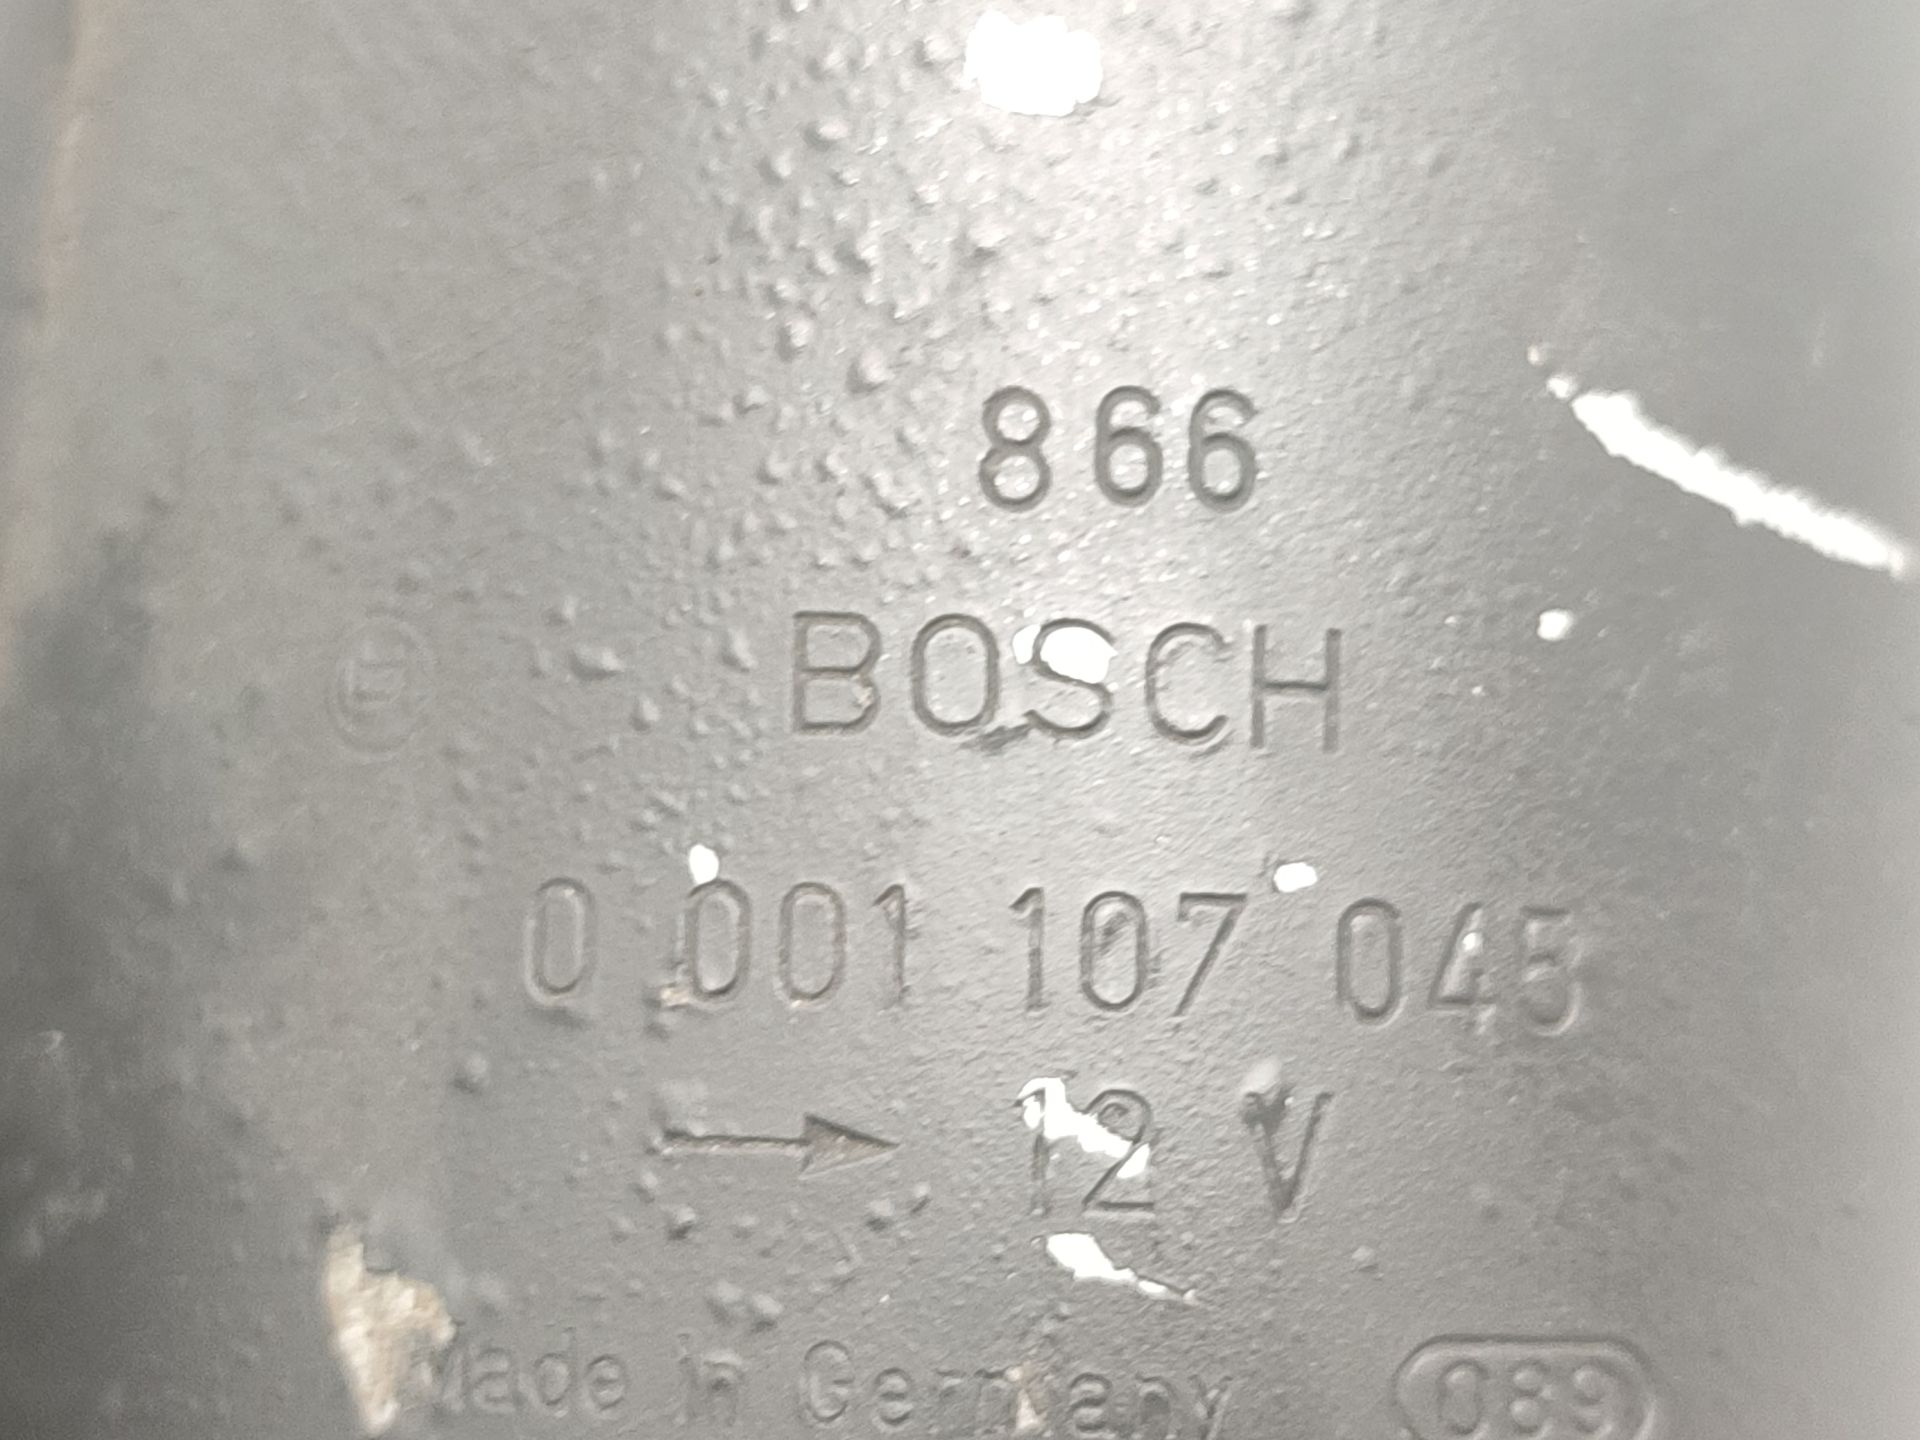 866
BOSCH
0 001 107 045
→ 12 V
Made in Germany 089